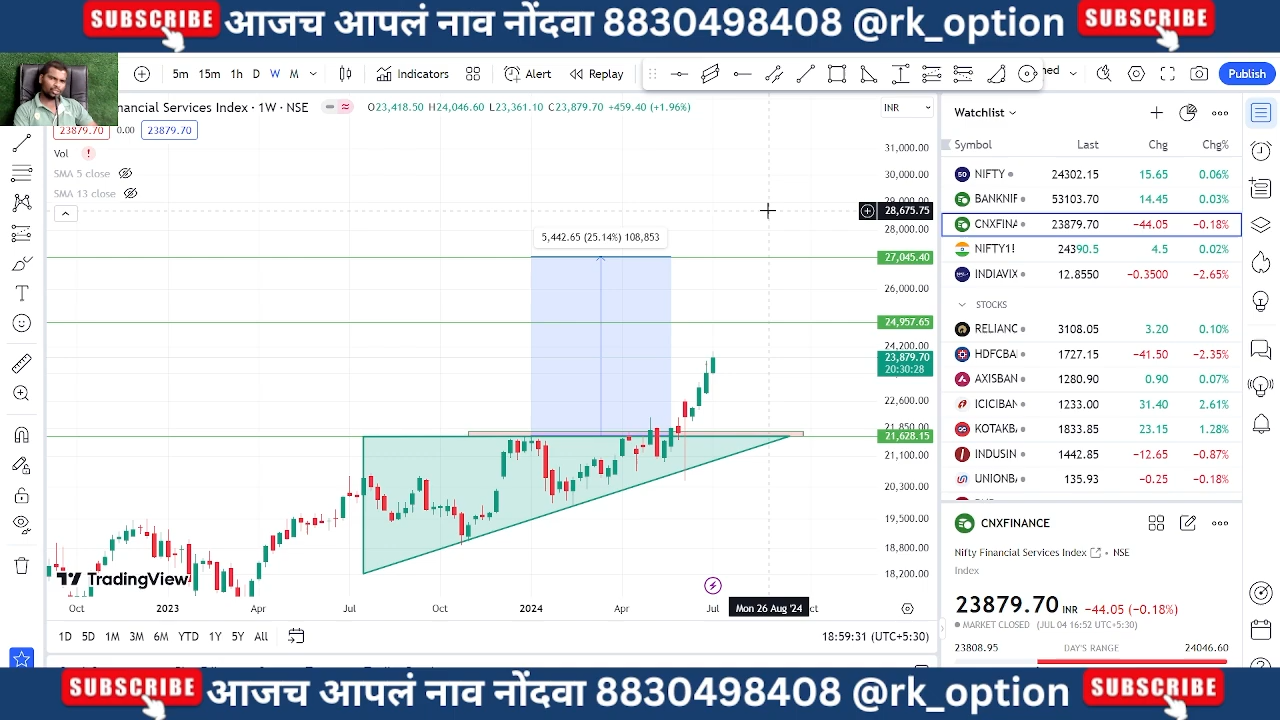 SUBSCRIBE आजच आपलं नाव नोंदवा 8830498408 @rk_option SUBSCRIBE
5m 15m 1h D W M Indicators Alert Replay Publish
inancial Services Index · 1W · NSE O23,418.50 H24,046.60 L23,361.10 C23,879.70 +459.40 (+1.96%) INR
23879.70 0.00 23879.70
Vol
SMA 5 close
SMA 13 close
31,000.00
30,000.00
28,675.75
28,000.00
5,442.65 (25.14%) 108,853
27,045.40
26,000.00
24,957.65
24,200.00
23,879.70
20:30:28
22,600.00
21,850.00
21,628.15
21,100.00
20,300.00
19,500.00
18,800.00
18,200.00
TradingView
Oct 2023 Apr Jul Oct 2024 Apr Jul Mon 26 Aug '24 ct
1D 5D 1M 3M 6M YTD 1Y 5Y All 18:59:31 (UTC+5:30)
Watchlist
Symbol Last Chg Chg%
NIFTY 24302.15 15.65 0.06%
BANKNIF 53103.70 14.45 0.03%
CNXFINA 23879.70 −44.05 −0.18%
NIFTY1! 24390.5 4.5 0.02%
INDIAVIX 12.8550 −0.3500 −2.65%
STOCKS
RELIANC 3108.05 3.20 0.10%
HDFCBA 1727.15 −41.50 −2.35%
AXISBAN 1280.90 0.90 0.07%
ICICIBAN 1233.00 31.40 2.61%
KOTAKB 1833.85 23.15 1.28%
INDUSIN 1442.85 −12.65 −0.87%
UNIONB 135.93 −0.25 −0.18%
CNXFINANCE
Nifty Financial Services Index • NSE
Index
23879.70 INR −44.05 (−0.18%)
MARKET CLOSED (JUL 04 16:52 UTC+5:30)
23808.95 DAY'S RANGE 24046.60
SUBSCRIBE आजच आपलं नाव नोंदवा 8830498408 @rk_option SUBSCRIBE